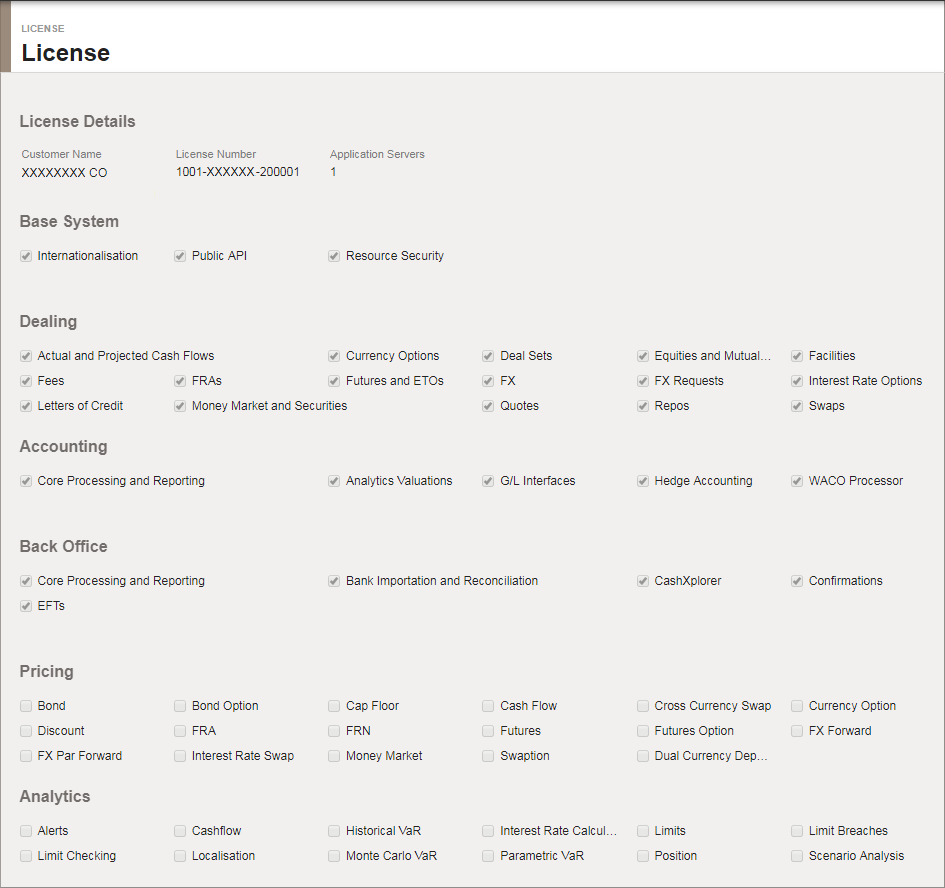 LICENSE
License
License Details
Customer Name License Number Application Servers
XXXXXXXX CO 1001-XXXXXX-200001 1
Base System
Internationalisation Public API Resource Security
Dealing
Actual and Projected Cash Flows Currency Options Deal Sets Equities and Mutual... Facilities
Fees FRAs Futures and ETOs FX FX Requests Interest Rate Options
Letters of Credit Money Market and Securities Quotes Repos Swaps
Accounting
Core Processing and Reporting Analytics Valuations G/L Interfaces Hedge Accounting WACO Processor
Back Office
Core Processing and Reporting Bank Importation and Reconciliation CashXplorer Confirmations
EFTs
Pricing
Bond Bond Option Cap Floor Cash Flow Cross Currency Swap Currency Option
Discount FRA FRN Futures Futures Option FX Forward
FX Par Forward Interest Rate Swap Money Market Swaption Dual Currency Dep...
Analytics
Alerts Cashflow Historical VaR Interest Rate Calcul... Limits Limit Breaches
Limit Checking Localisation Monte Carlo VaR Parametric VaR Position Scenario Analysis